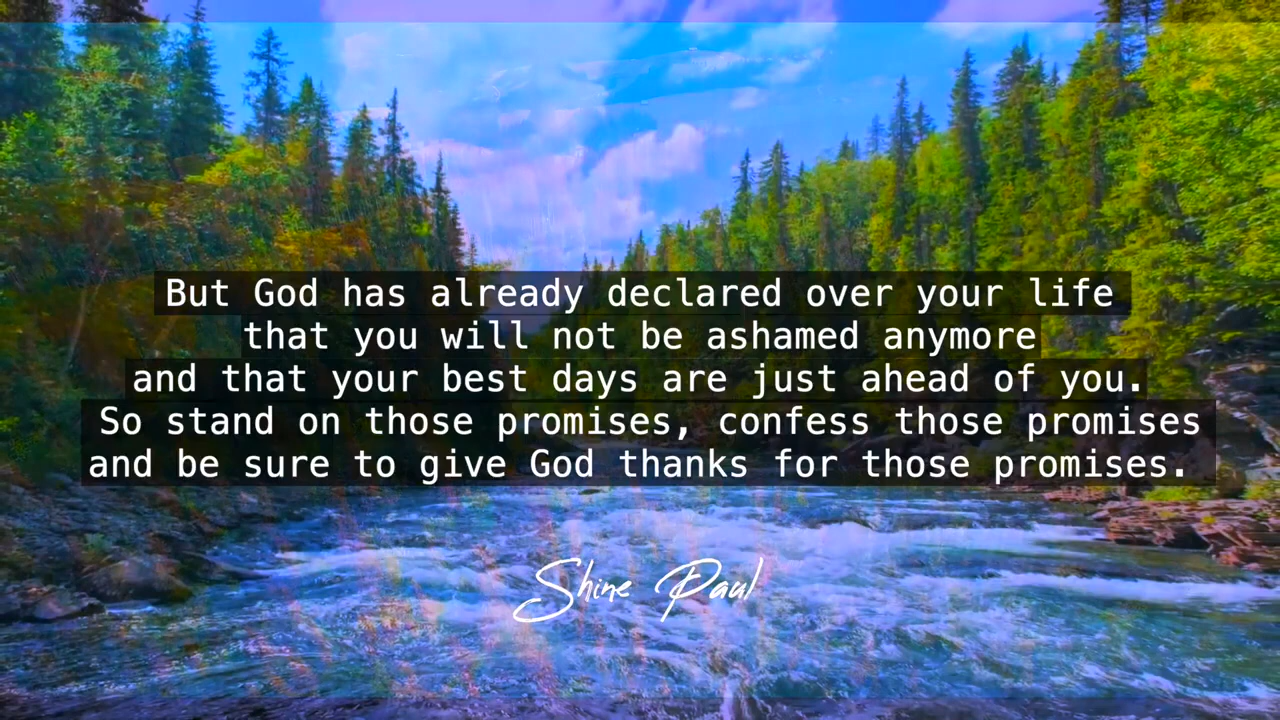 But God has already declared over your life
that you will not be ashamed anymore
and that your best days are just ahead of you.
So stand on those promises, confess those promises
and be sure to give God thanks for those promises.
Shine Paul